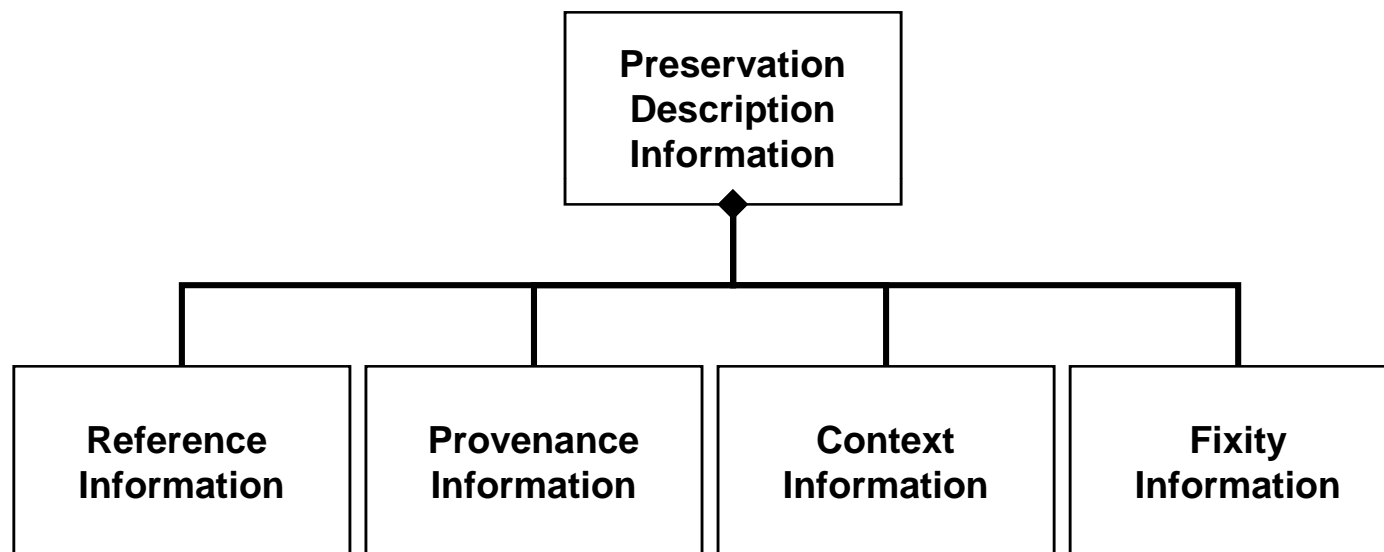 Preservation
Description
Information
Reference
Information
Provenance
Information
Context
Information
Fixity
Information